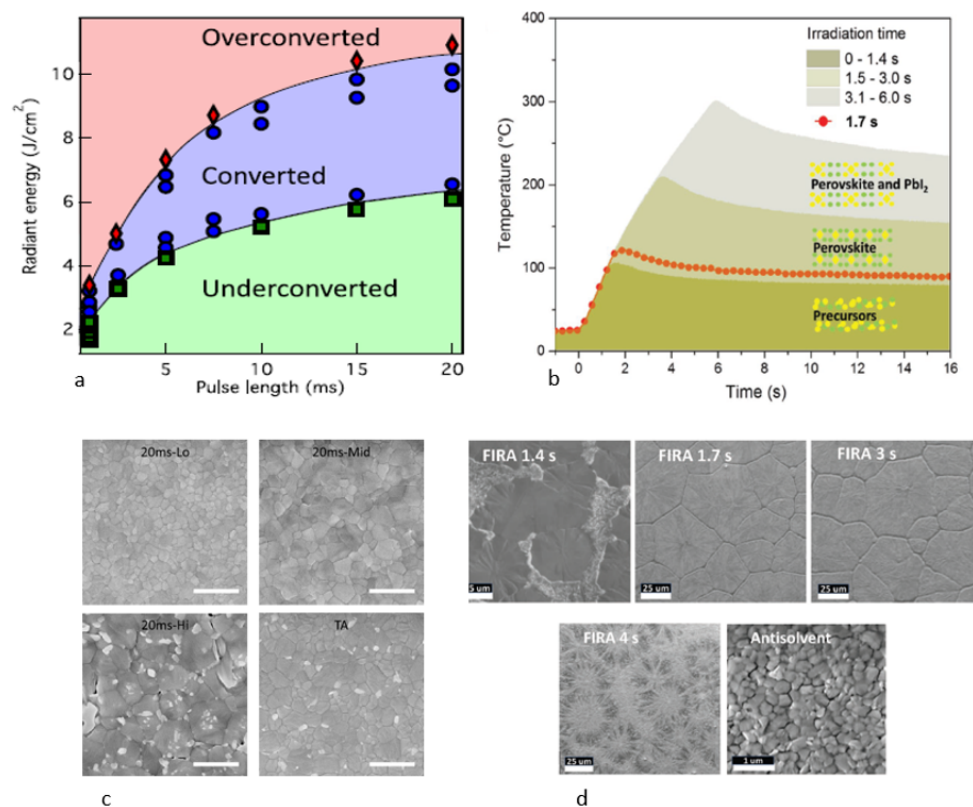 Overconverted
Converted
Underconverted
Radiant energy (J/cm²)
10
8
6
4
2
5
10
15
20
Pulse length (ms)
a
Irradiation time
0 - 1.4 s
1.5 - 3.0 s
3.1 - 6.0 s
1.7 s
Perovskite and PbI₂
Perovskite
Precursors
Temperature (°C)
400
300
200
100
0
0
2
4
6
8
10
12
14
16
Time (s)
b
20ms-Lo
20ms-Mid
20ms-Hi
TA
c
FIRA 1.4 s
5 um
FIRA 1.7 s
25 um
FIRA 3 s
25 um
FIRA 4 s
25 um
Antisolvent
1 um
d